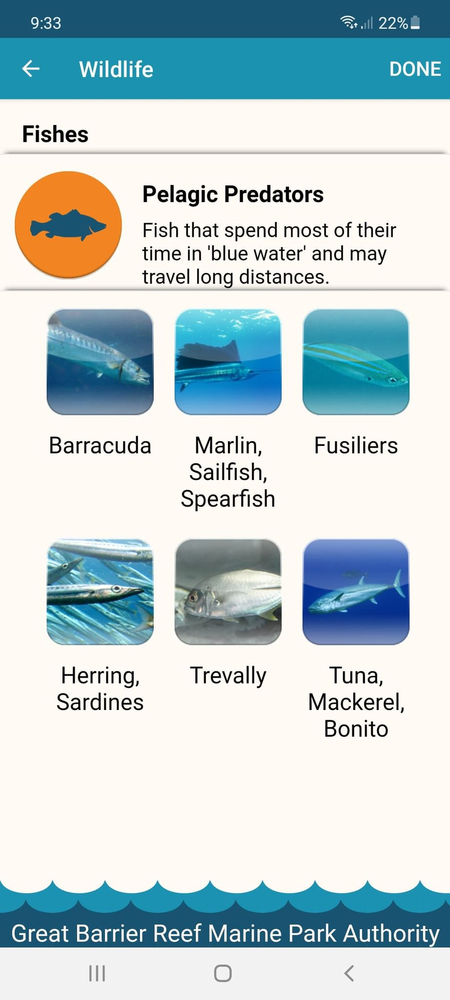 9:33
22%
Wildlife
DONE
Fishes
Pelagic Predators
Fish that spend most of their
time in 'blue water' and may
travel long distances.
Barracuda
Marlin,
Sailfish,
Spearfish
Fusiliers
Herring,
Sardines
Trevally
Tuna,
Mackerel,
Bonito
Great Barrier Reef Marine Park Authority